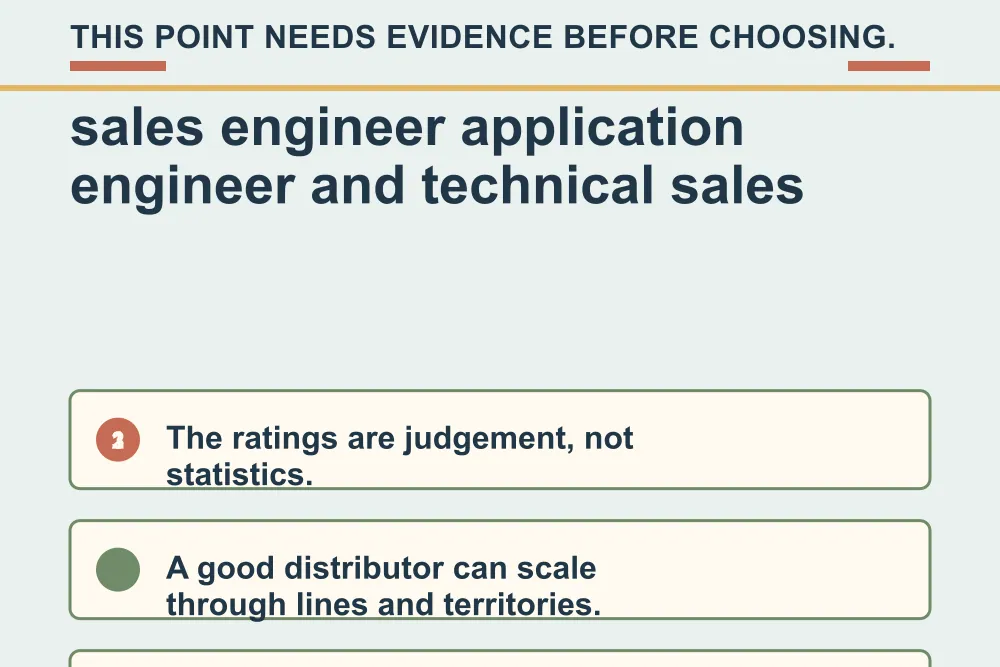 THIS POINT NEEDS EVIDENCE BEFORE CHOOSING.
sales engineer application
engineer and technical sales
The ratings are judgement, not
statistics.
A good distributor can scale
through lines and territories.